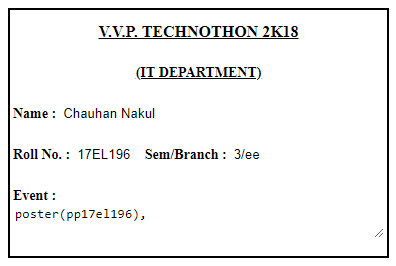 V.V.P. TECHNOTHON 2K18
(IT DEPARTMENT)
Name : Chauhan Nakul
Roll No. : 17EL196 Sem/Branch : 3/ee
Event :
poster(pp17el196),